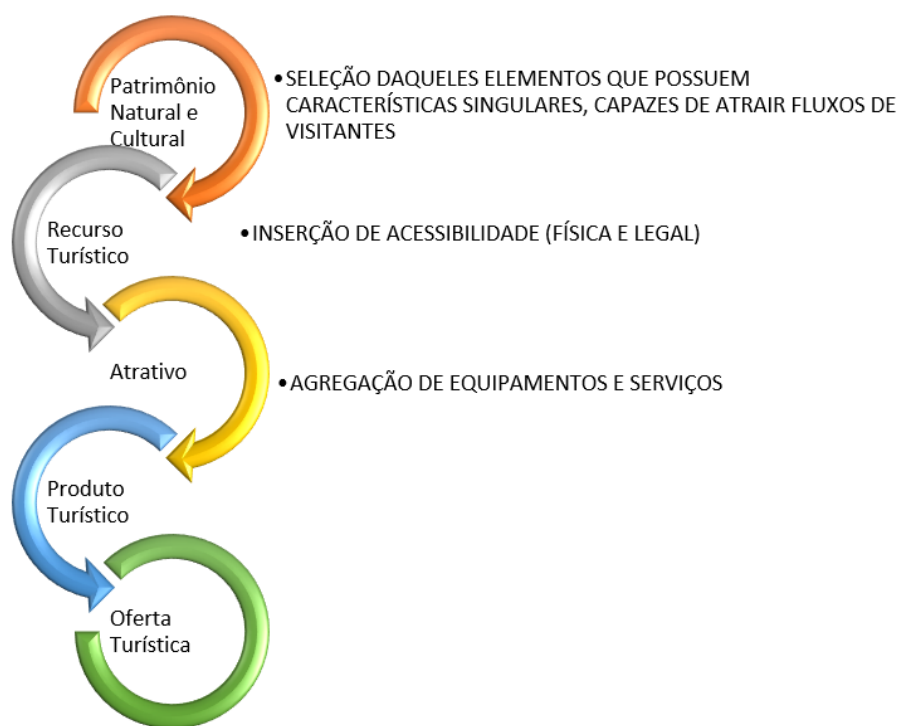 Patrimônio
Natural e
Cultural
•SELEÇÃO DAQUELES ELEMENTOS QUE POSSUEM
CARACTERÍSTICAS SINGULARES, CAPAZES DE ATRAIR FLUXOS DE
VISITANTES
Recurso
Turístico
•INSERÇÃO DE ACESSIBILIDADE (FÍSICA E LEGAL)
Atrativo
•AGREGAÇÃO DE EQUIPAMENTOS E SERVIÇOS
Produto
Turístico
Oferta
Turística